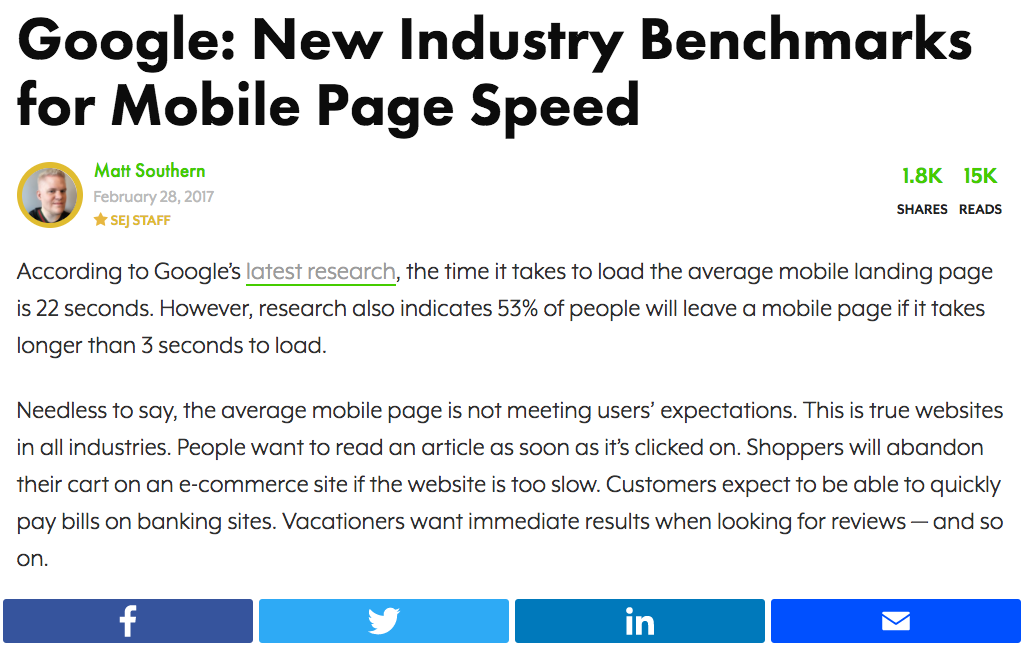 Google: New Industry Benchmarks
for Mobile Page Speed
Matt Southern
February 28, 2017
SEJ STAFF
1.8K 15K
SHARES READS
According to Google’s latest research, the time it takes to load the average mobile landing page
is 22 seconds. However, research also indicates 53% of people will leave a mobile page if it takes
longer than 3 seconds to load.
Needless to say, the average mobile page is not meeting users’ expectations. This is true websites
in all industries. People want to read an article as soon as it’s clicked on. Shoppers will abandon
their cart on an e-commerce site if the website is too slow. Customers expect to be able to quickly
pay bills on banking sites. Vacationers want immediate results when looking for reviews — and so
on.